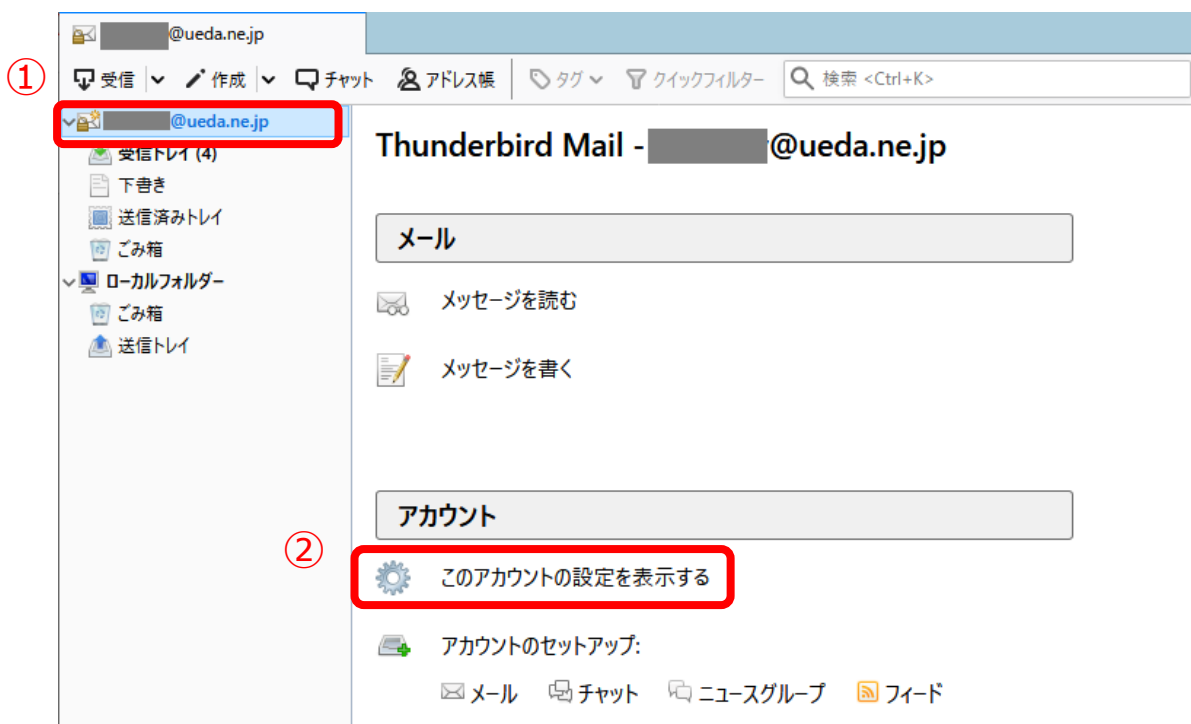 @ueda.ne.jp
① 受信 作成 チャット アドレス帳 タグ クイックフィルター 検索 <Ctrl+K>
@ueda.ne.jp
受信トレイ (4)
下書き
送信済みトレイ
ごみ箱
ローカルフォルダー
ごみ箱
送信トレイ
Thunderbird Mail - @ueda.ne.jp
メール
メッセージを読む
メッセージを書く
アカウント
②
このアカウントの設定を表示する
アカウントのセットアップ:
メール チャット ニュースグループ フィード